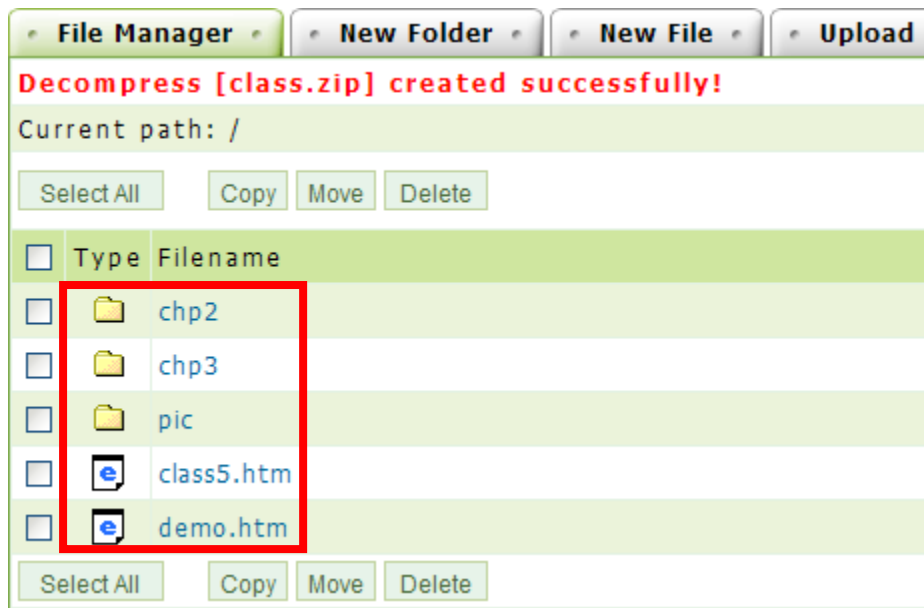 File Manager New Folder New File Upload
Decompress [class.zip] created successfully!
Current path: /
Select All Copy Move Delete
Type Filename
chp2
chp3
pic
class5.htm
demo.htm
Select All Copy Move Delete